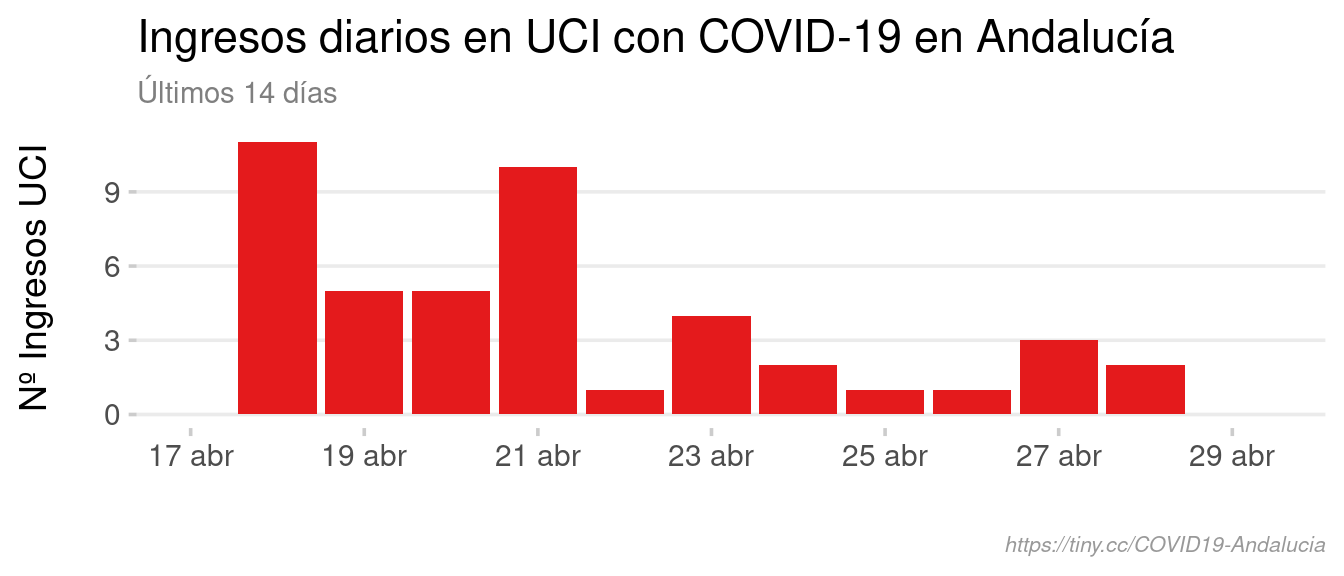 Ingresos diarios en UCI con COVID-19 en Andalucía
Últimos 14 días
Nº Ingresos UCI
9
6
3
0
17 abr 19 abr 21 abr 23 abr 25 abr 27 abr 29 abr
https://tiny.cc/COVID19-Andalucia